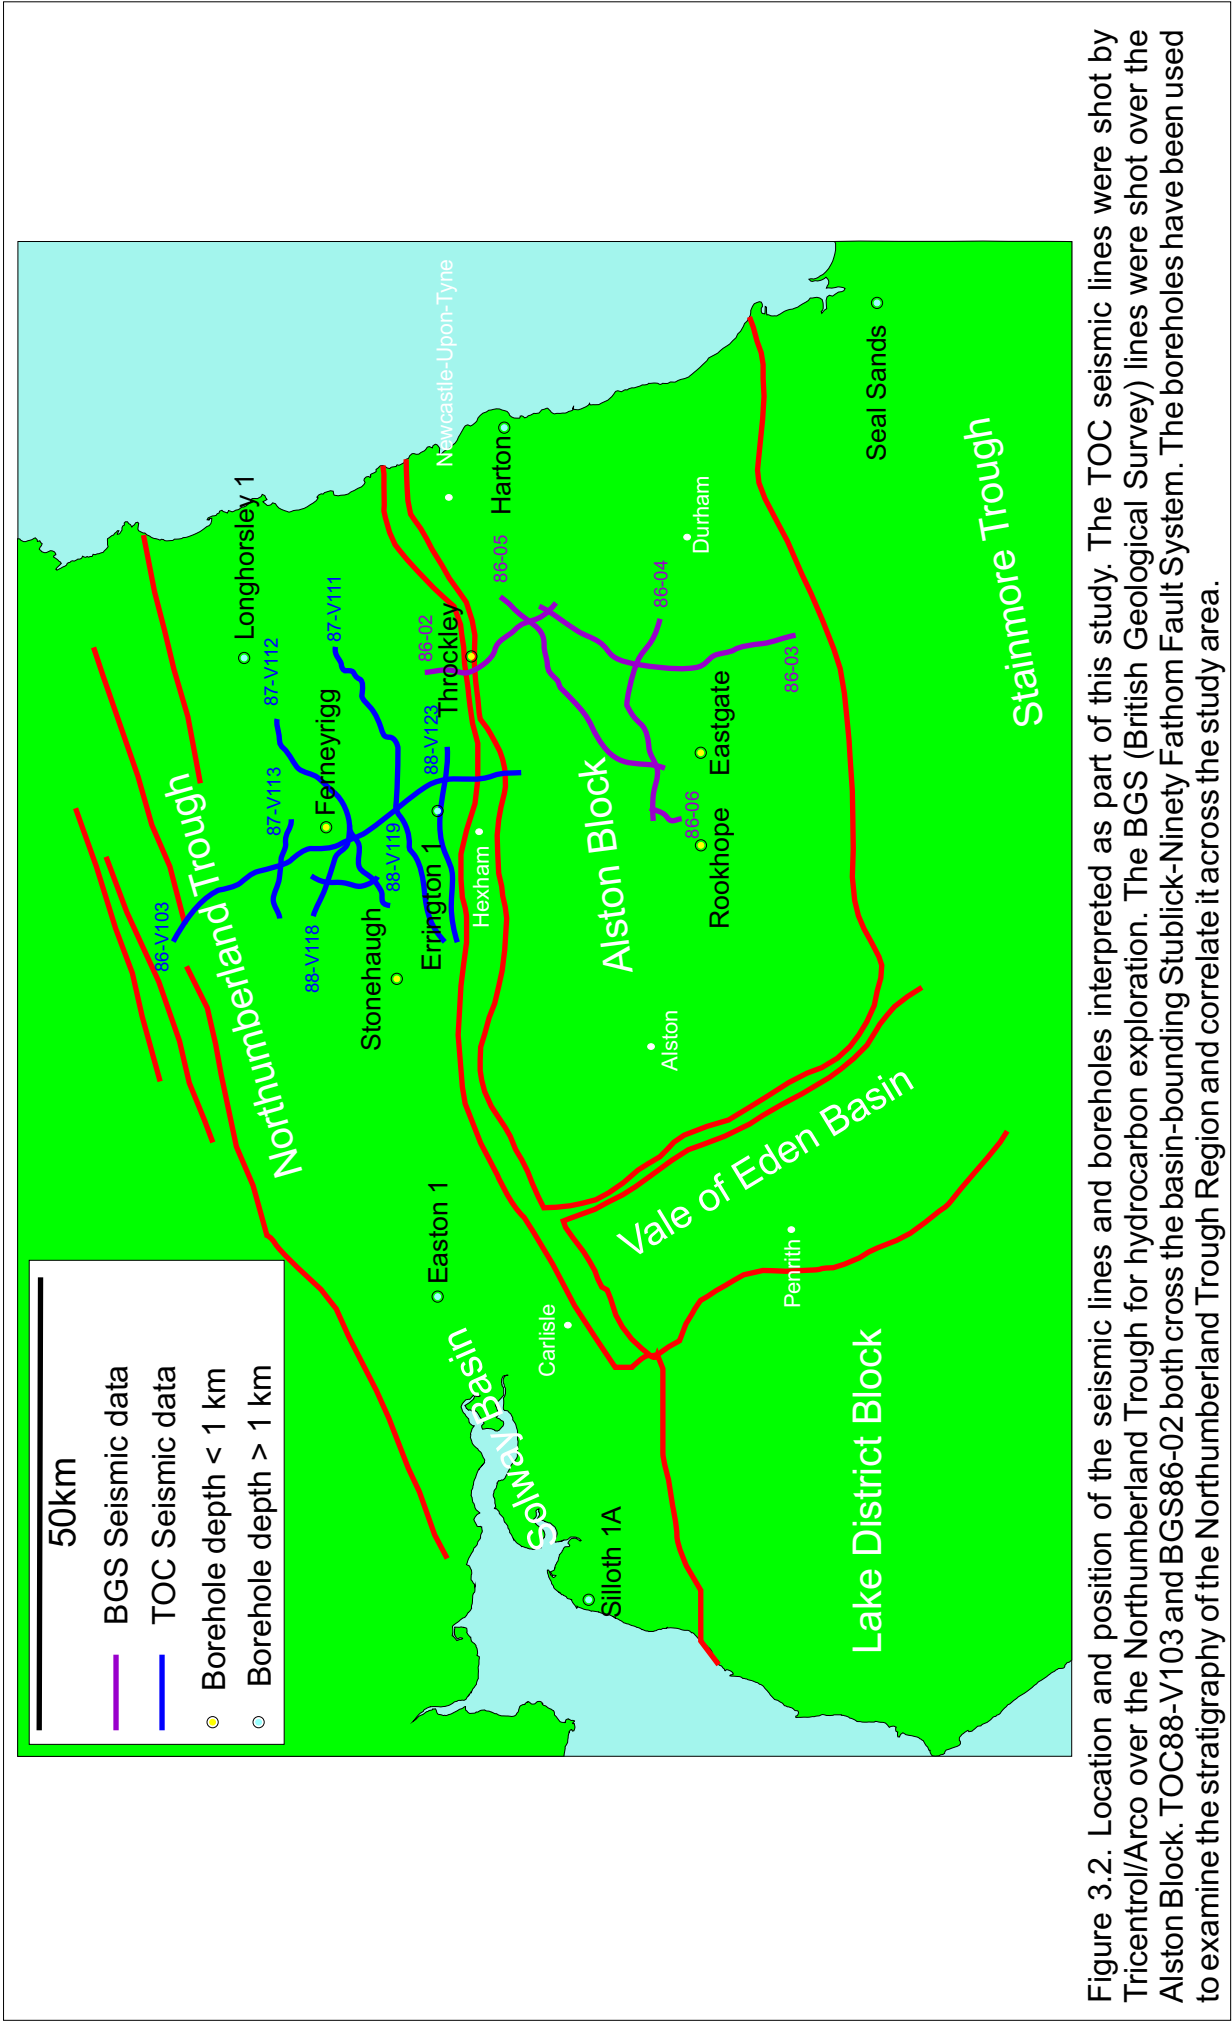 50km
BGS Seismic data
TOC Seismic data
Borehole depth < 1 km
Borehole depth > 1 km
Northumberland Trough
86-V103
87-V113
87-V112
87-V111
Longhorsley 1
Ferneyrigg
88-V118
88-V119
88-V123
Stonehaugh
Errington 1
Throckley
86-02
Newcastle-Upon-Tyne
Hexham
Harton
86-05
Easton 1
Solway Basin
Carlisle
Silloth 1A
Alston Block
86-04
86-06
86-03
Durham
Rookhope
Eastgate
Alston
Vale of Eden Basin
Penrith
Lake District Block
Seal Sands
Stainmore Trough
Figure 3.2. Location and position of the seismic lines and boreholes interpreted as part of this study. The TOC seismic lines were shot by
Tricentrol/Arco over the Northumberland Trough for hydrocarbon exploration. The BGS (British Geological Survey) lines were shot over the
Alston Block. TOC88-V103 and BGS86-02 both cross the basin-bounding Stublick-Ninety Fathom Fault System. The boreholes have been used
to examine the stratigraphy of the Northumberland Trough Region and correlate it across the study area.